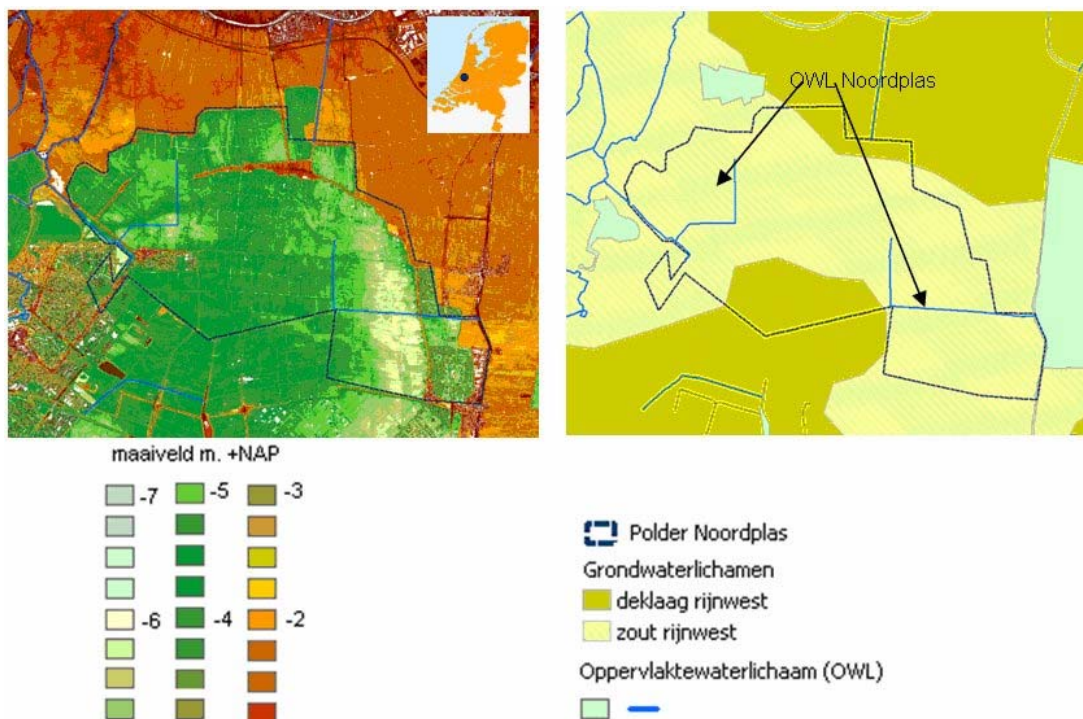 OWL Noordplas
maaiveld m. +NAP
-7 -5 -3
-6 -4 -2
Polder Noordplas
Grondwaterlichamen
deklaag rijnwest
zout rijnwest
Oppervlaktewaterlichaam (OWL)